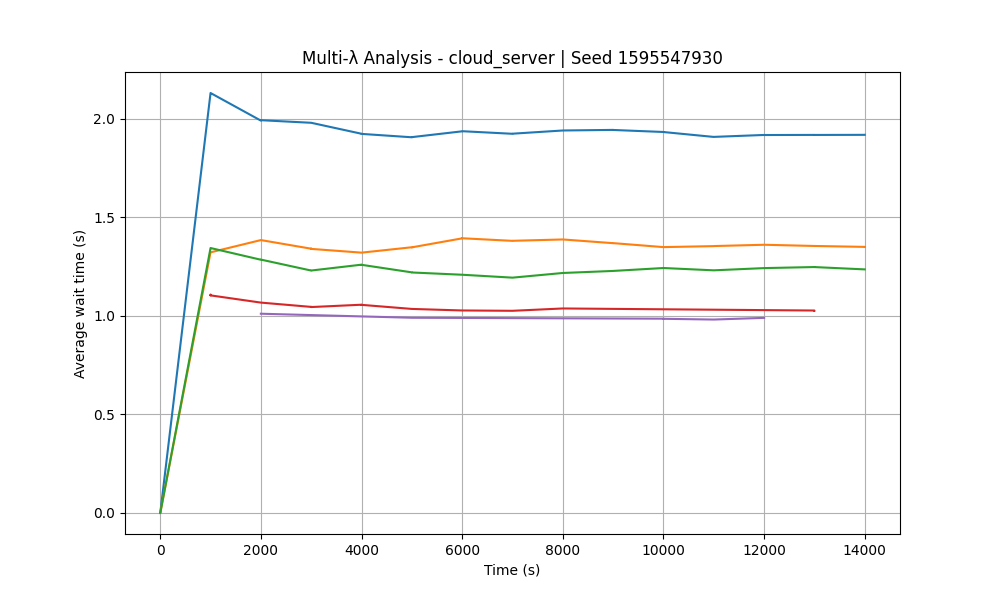 Multi-λ Analysis - cloud_server | Seed 1595547930
Average wait time (s)
2.0
1.5
1.0
0.5
0.0
0 2000 4000 6000 8000 10000 12000 14000
Time (s)